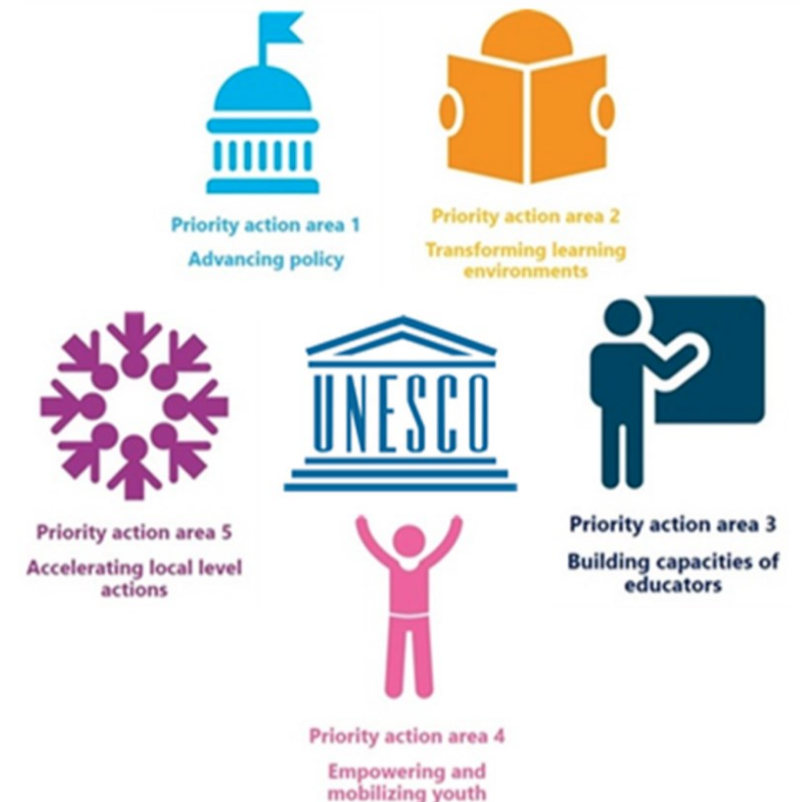 Priority action area 1
Advancing policy
Priority action area 2
Transforming learning
environments
UNESCO
Priority action area 3
Building capacities of
educators
Priority action area 4
Empowering and
mobilizing youth
Priority action area 5
Accelerating local level
actions